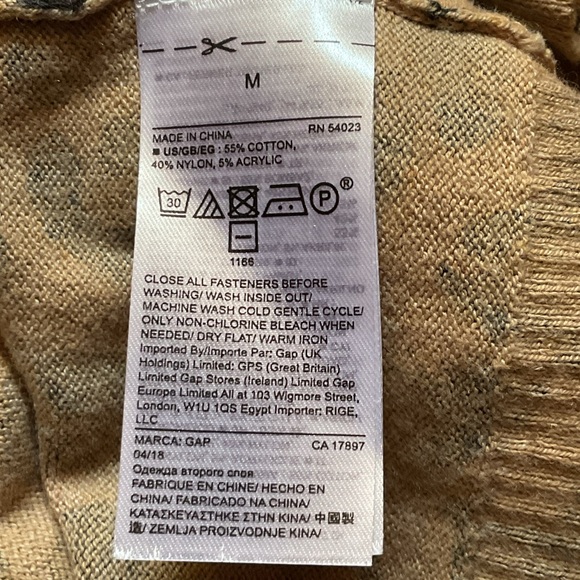 M
RN 54023
MADE IN CHINA
■ US/GB/EG : 55% COTTON,
40% NYLON, 5% ACRYLIC
30
P ®
1166
CLOSE ALL FASTENERS BEFORE
WASHING/ WASH INSIDE OUT/
MACHINE WASH COLD GENTLE CYCLE/
ONLY NON-CHLORINE BLEACH WHEN
NEEDED/ DRY FLAT/ WARM IRON
Imported By/Importe Par: Gap (UK
Holdings) Limited: GPS (Great Britain)
Limited Gap Stores (Ireland) Limited Gap
Europe Limited All at 103 Wigmore Street,
London, W1U 1QS Egypt Importer: RIGE,
LLC
MARCA: GAP CA 17897
04/18
Одежда второго слоя
FABRIQUE EN CHINE/ HECHO EN
CHINA/ FABRICADO NA CHINA/
ΚΑΤΑΣΚΕΥΑΣΤΗΚΕ ΣΤΗΝ ΚΙΝΑ/ 中國製
造/ ZEMLJA PROIZVODNJE KINA/